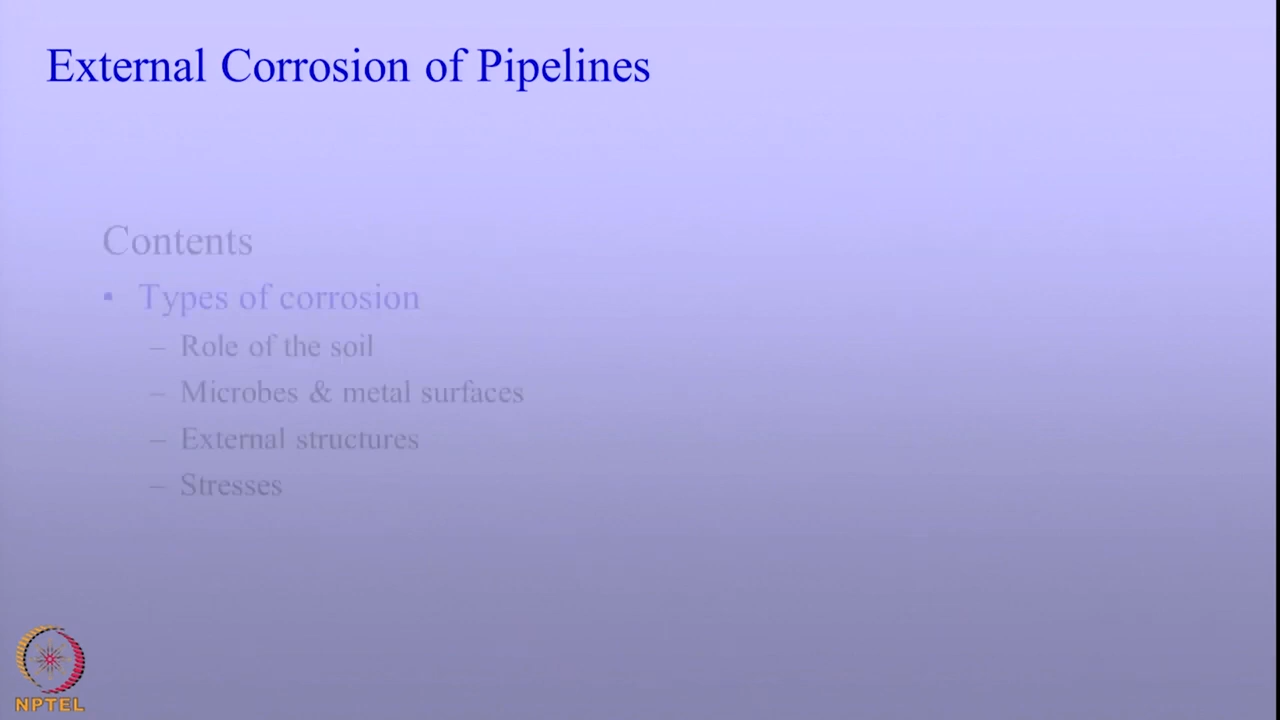 External Corrosion of Pipelines
Contents
• Types of corrosion
– Role of the soil
– Microbes & metal surfaces
– External structures
– Stresses
NPTEL